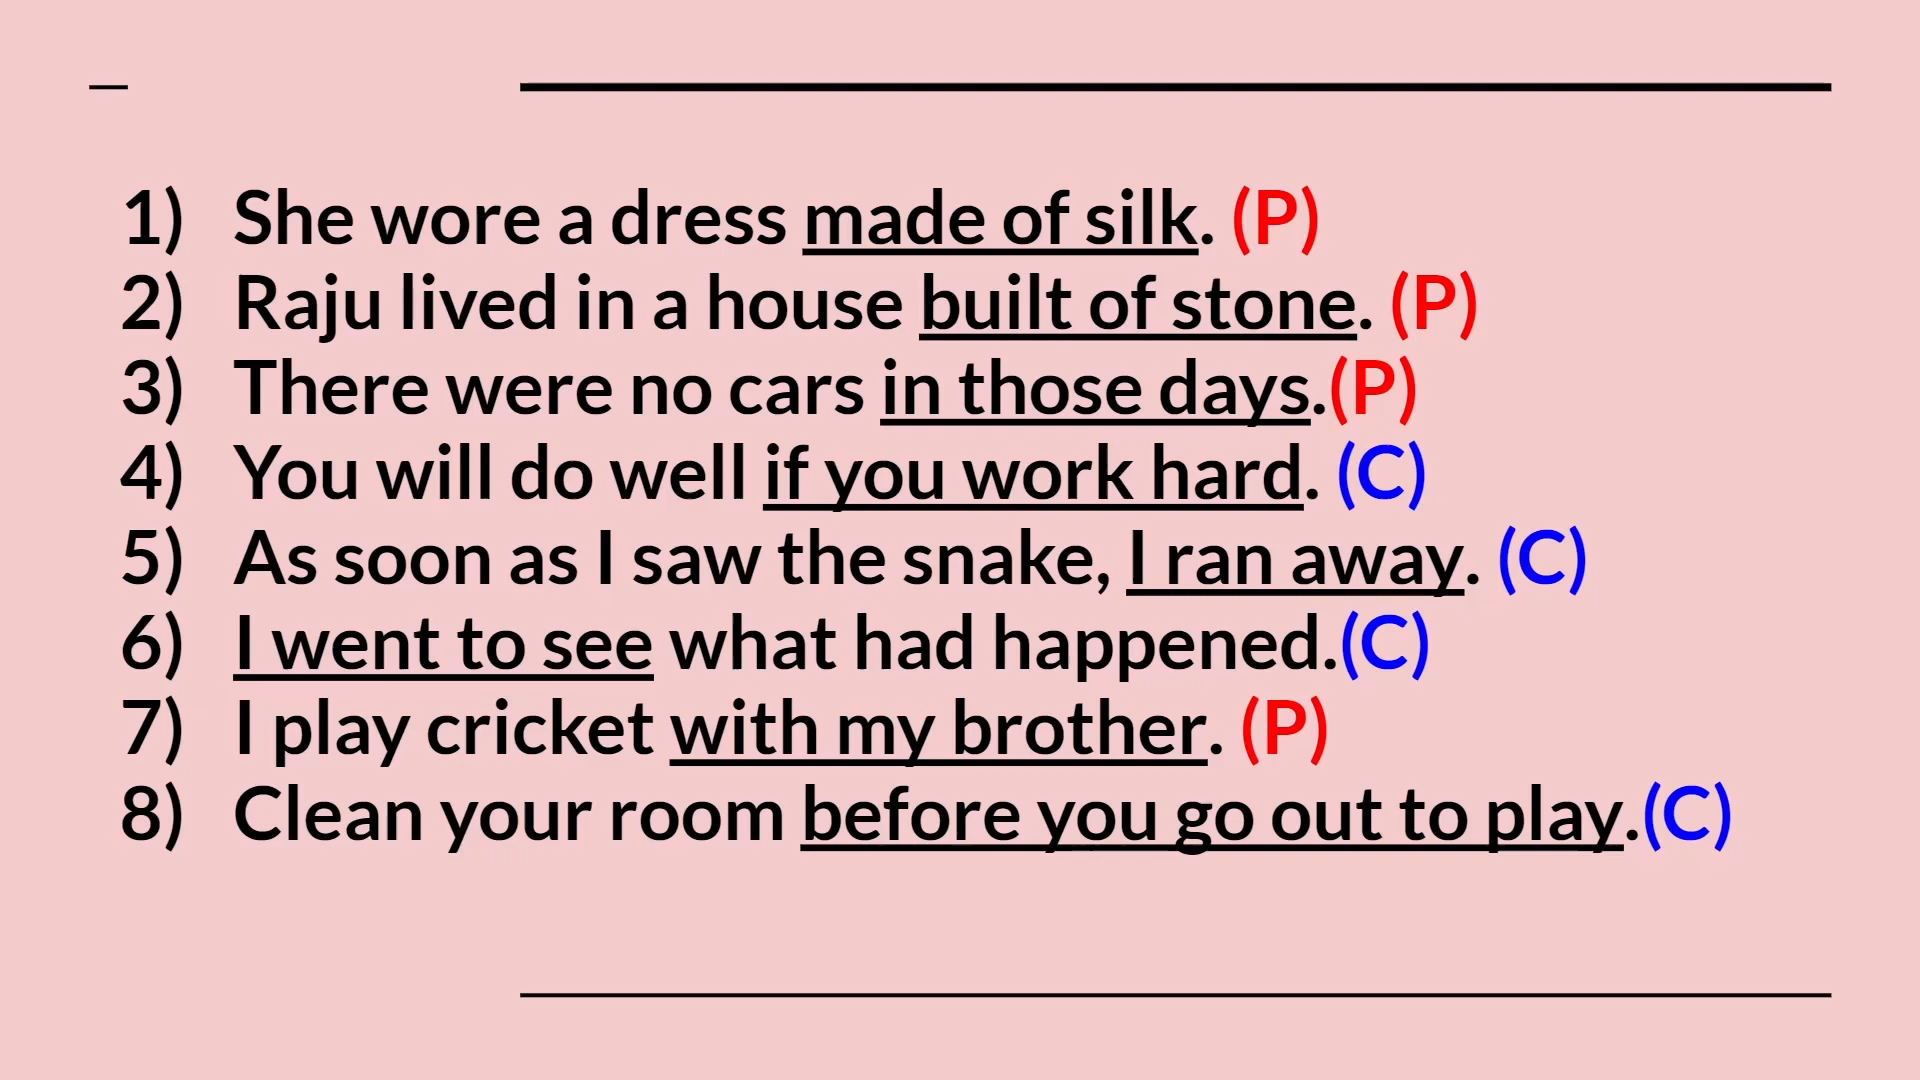 1) She wore a dress made of silk. (P)
2) Raju lived in a house built of stone. (P)
3) There were no cars in those days.(P)
4) You will do well if you work hard. (C)
5) As soon as I saw the snake, I ran away. (C)
6) I went to see what had happened.(C)
7) I play cricket with my brother. (P)
8) Clean your room before you go out to play.(C)